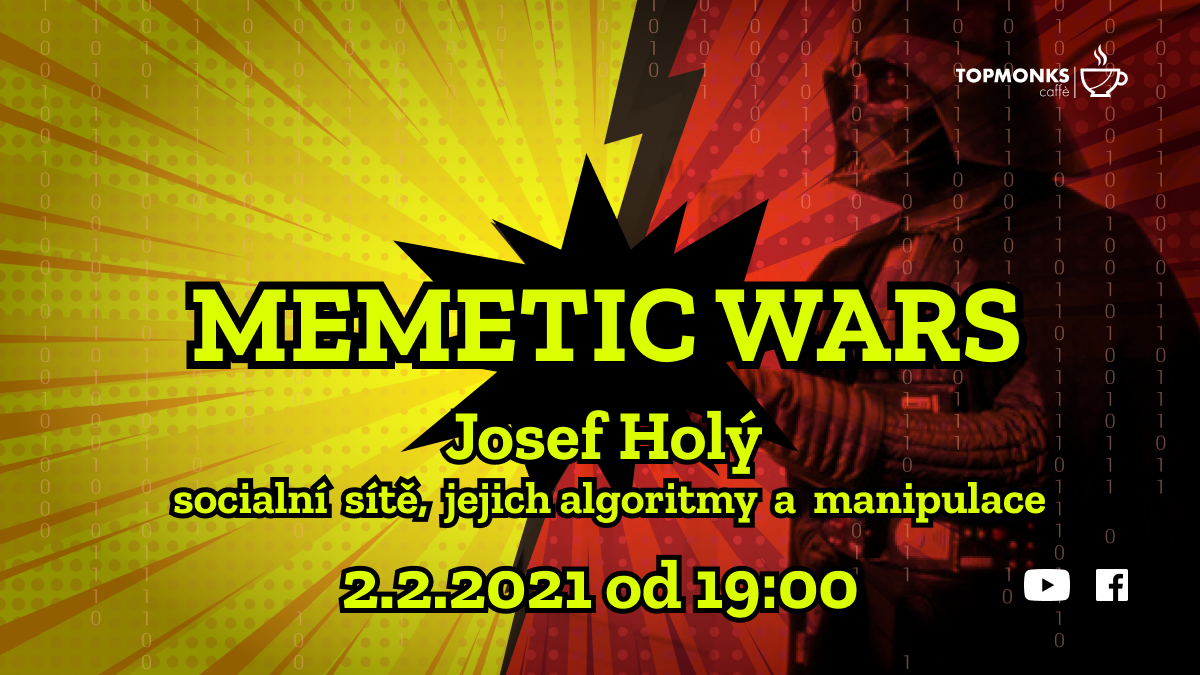 TOPMONKS
caffè
MEMETIC WARS
Josef Holý
socialní sítě, jejich algoritmy a manipulace
2.2.2021 od 19:00